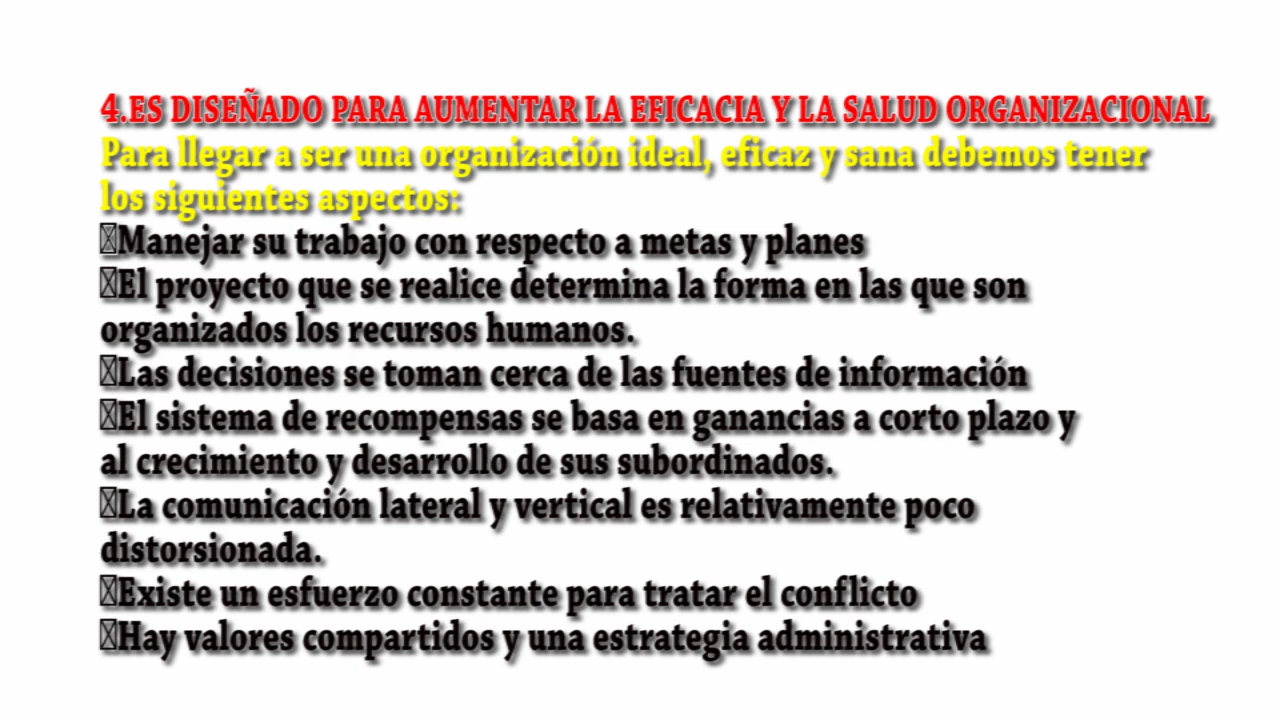 4.ES DISEÑADO PARA AUMENTAR LA EFICACIA Y LA SALUD ORGANIZACIONAL
Para llegar a ser una organización ideal, eficaz y sana debemos tener
los siguientes aspectos:
Manejar su trabajo con respecto a metas y planes
El proyecto que se realice determina la forma en las que son
organizados los recursos humanos.
Las decisiones se toman cerca de las fuentes de información
El sistema de recompensas se basa en ganancias a corto plazo y
al crecimiento y desarrollo de sus subordinados.
La comunicación lateral y vertical es relativamente poco
distorsionada.
Existe un esfuerzo constante para tratar el conflicto
Hay valores compartidos y una estrategia administrativa